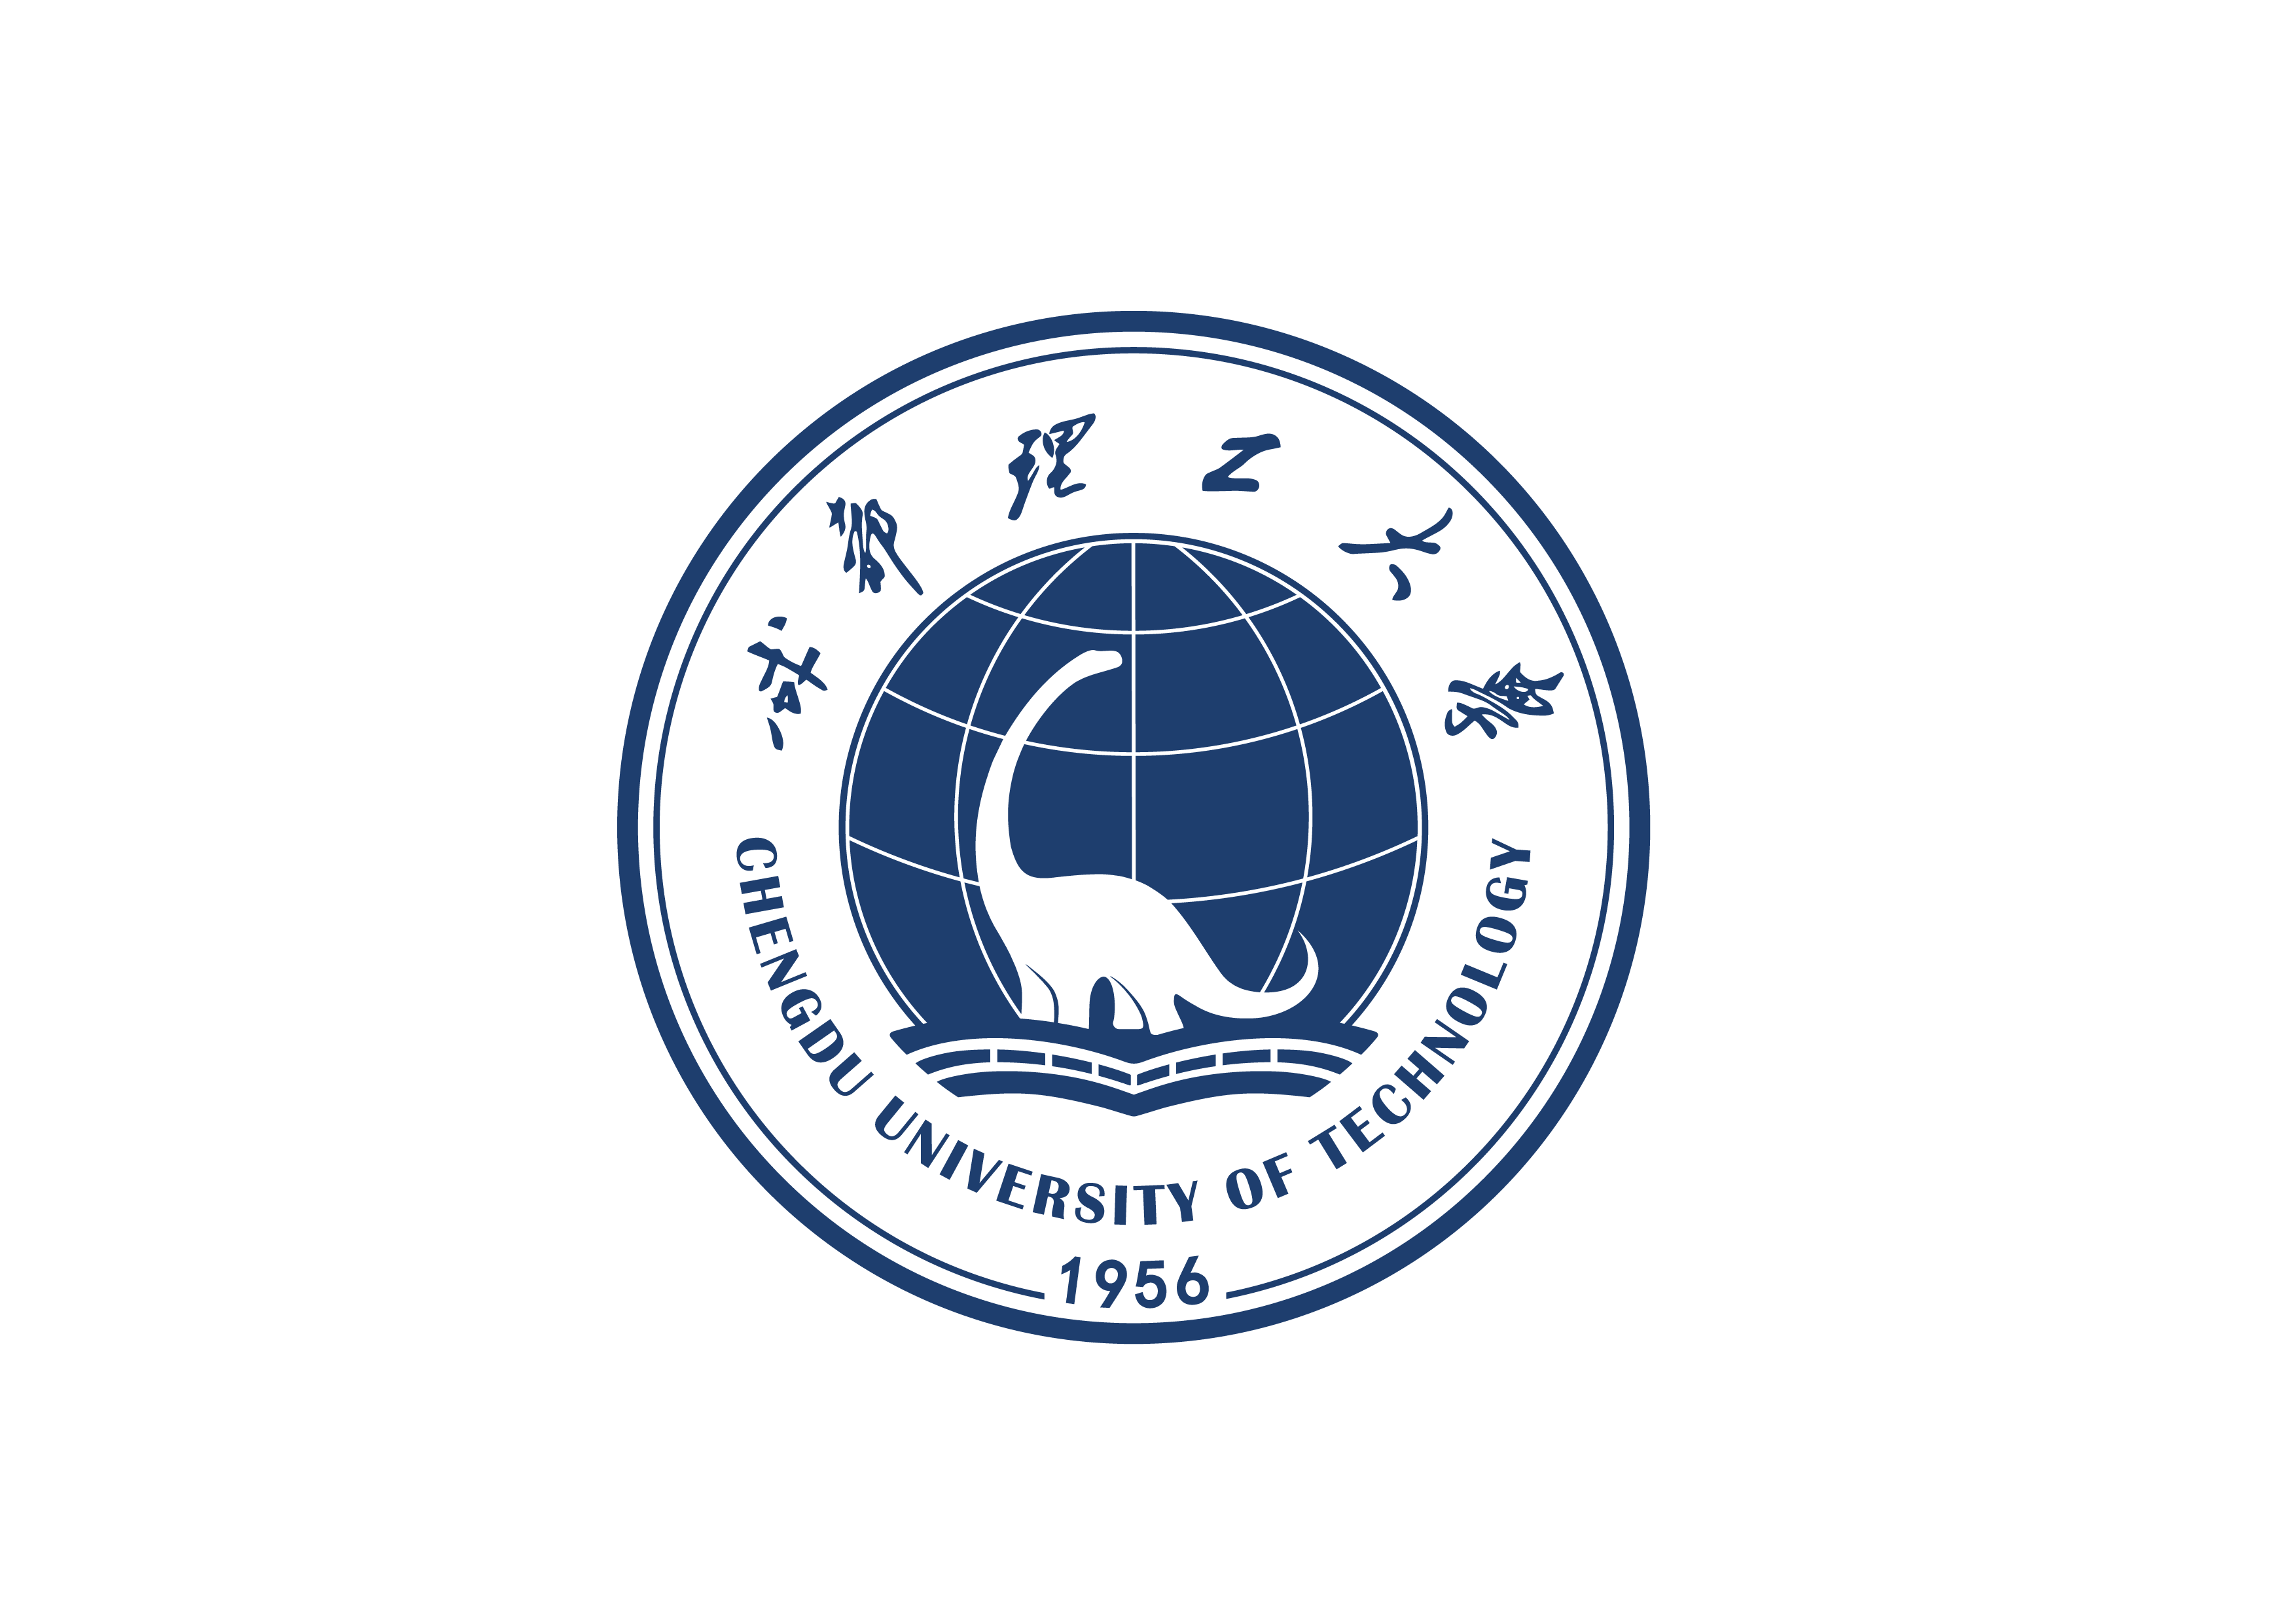 成都理工大学
CHENGDU UNIVERSITY OF TECHNOLOGY
1956